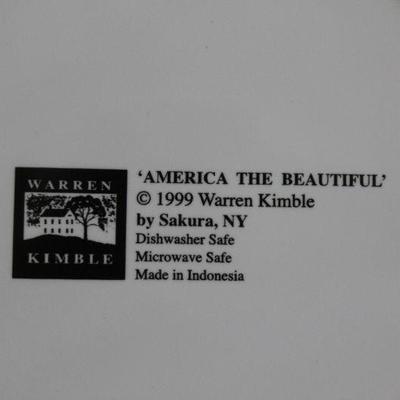 WARREN
KIMBLE
'AMERICA THE BEAUTIFUL'
© 1999 Warren Kimble
by Sakura, NY
Dishwasher Safe
Microwave Safe
Made in Indonesia